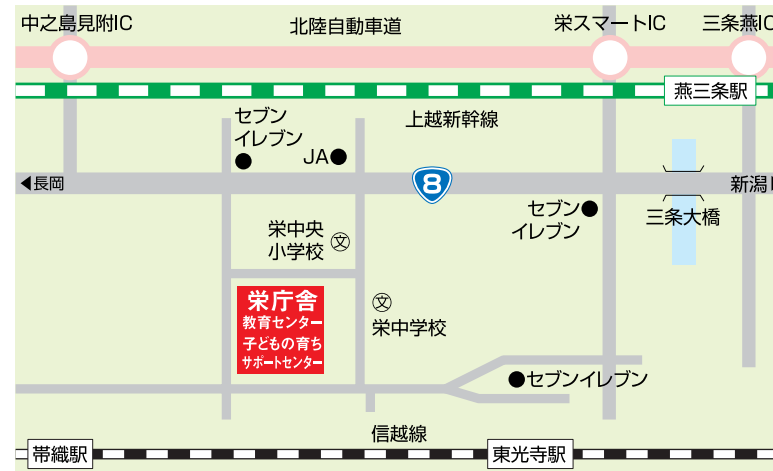 中之島見附IC
北陸自動車道
栄スマートIC
三条燕IC
燕三条駅
セブン
イレブン
上越新幹線
JA
◀長岡
8
新潟
セブン
イレブン
三条大橋
栄中央
小学校
文
栄庁舎
教育センター
子どもの育ち
サポートセンター
文
栄中学校
セブンイレブン
信越線
帯織駅
東光寺駅